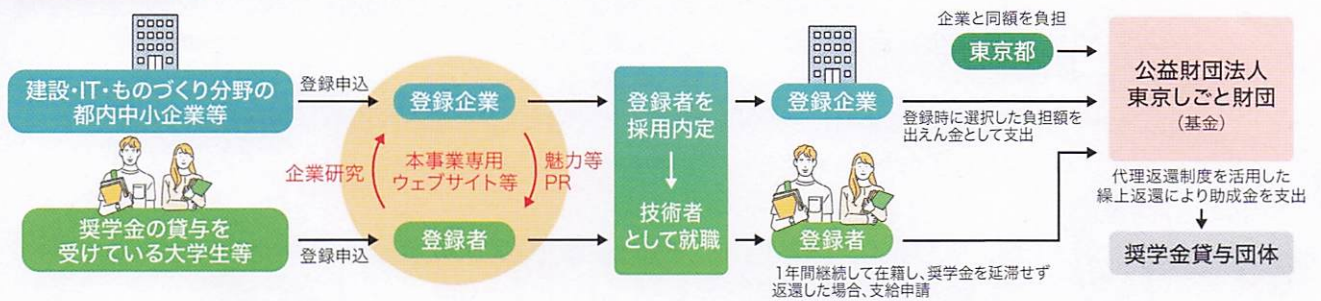 建設・IT・ものづくり分野の
都内中小企業等
登録申込
登録企業
奨学金の貸与を
受けている大学生等
登録申込
登録者
企業研究
本事業専用
ウェブサイト等
魅力等
PR
登録者を
採用内定
技術者
として就職
登録企業
登録時に選択した負担額を
出えん金として支出
登録者
1年間継続して在籍し、奨学金を延滞せず
返還した場合、支給申請
企業と同額を負担
東京都
公益財団法人
東京しごと財団
(基金)
代理返還制度を活用した
繰上返還により助成金を支出
奨学金貸与団体